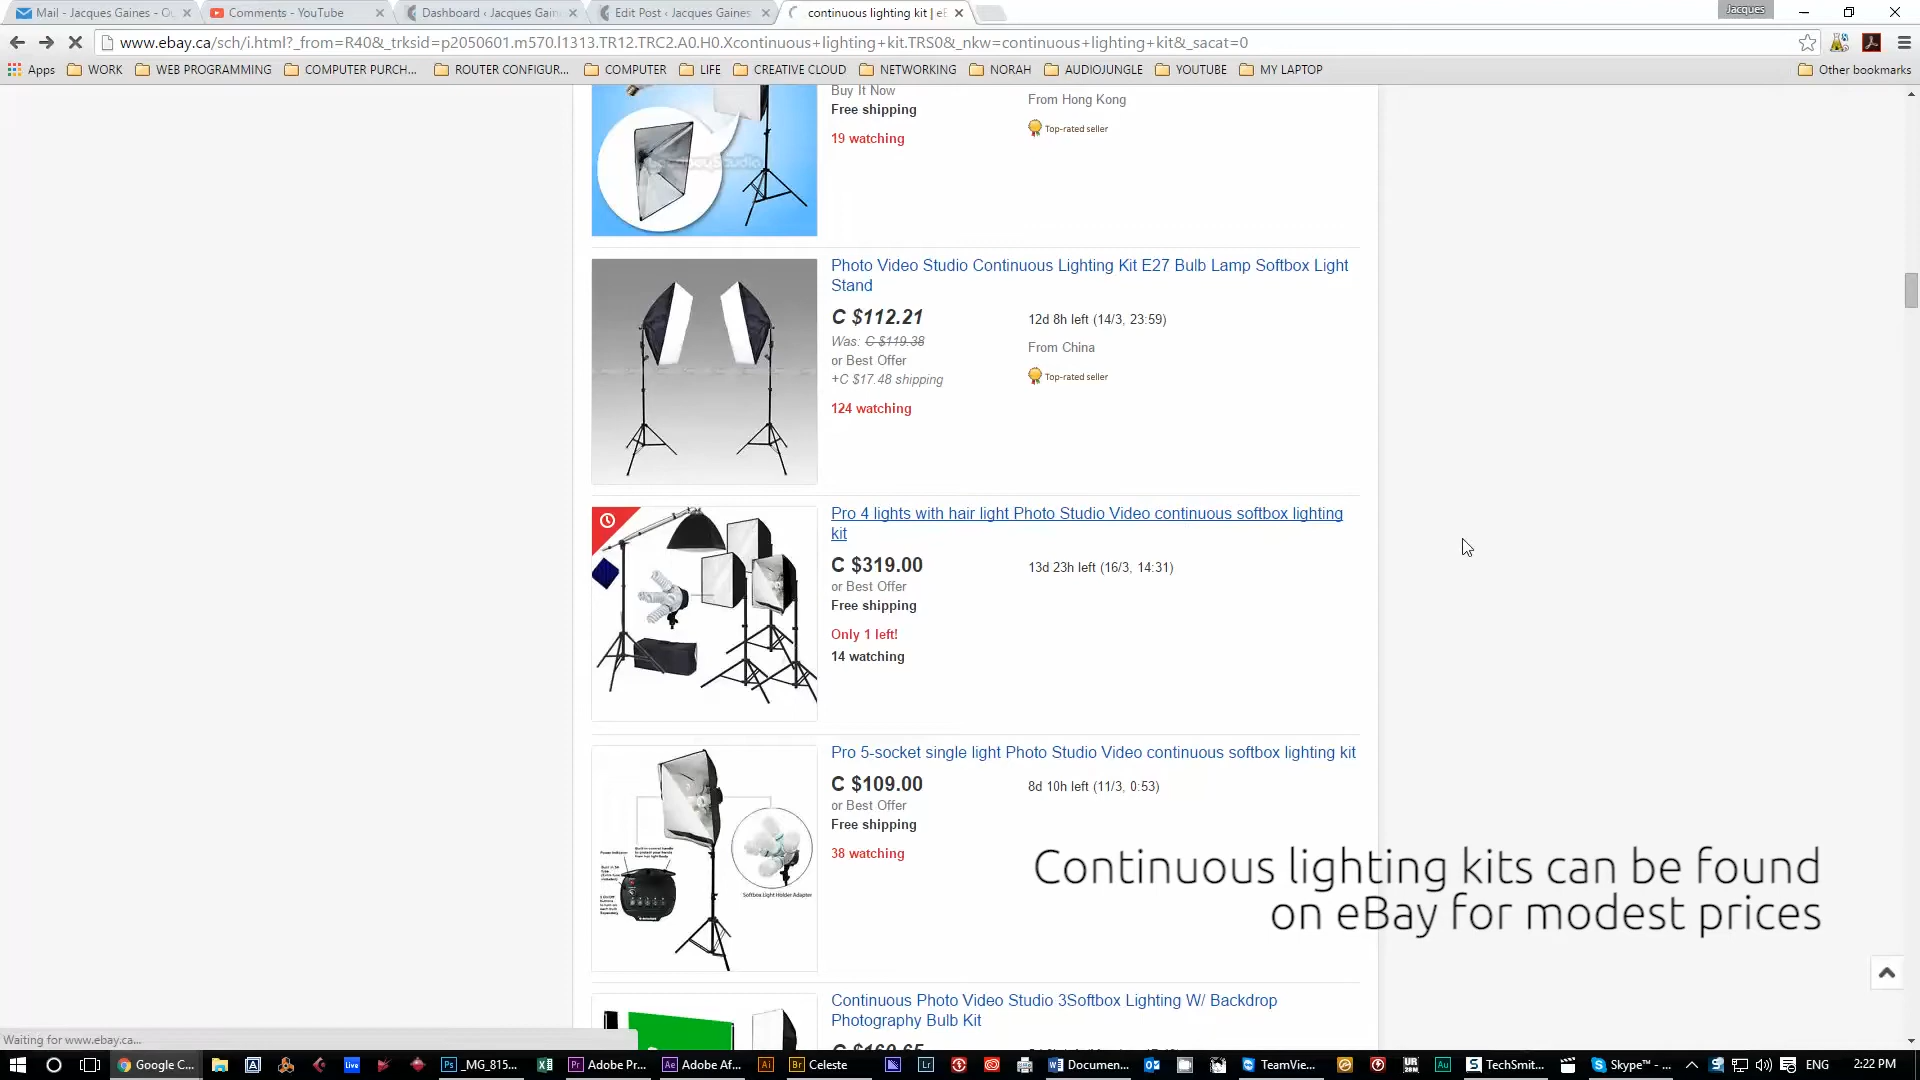 Mail - Jacques Gaines - Ou
Comments - YouTube
Dashboard ‹ Jacques Gain
Edit Post ‹ Jacques Gaines
continuous lighting kit | e
Jacques
www.ebay.ca/sch/i.html?_from=R40&_trksid=p2050601.m570.l1313.TR12.TRC2.A0.H0.Xcontinuous+lighting+kit.TRS0&_nkw=continuous+lighting+kit&_sacat=0
Apps WORK WEB PROGRAMMING COMPUTER PURCH... ROUTER CONFIGUR... COMPUTER LIFE CREATIVE CLOUD NETWORKING NORAH AUDIOJUNGLE YOUTUBE MY LAPTOP Other bookmarks
Buy It Now
Free shipping
19 watching
From Hong Kong
Top-rated seller
Photo Video Studio Continuous Lighting Kit E27 Bulb Lamp Softbox Light
Stand
C $112.21
Was: C $119.38
or Best Offer
+C $17.48 shipping
124 watching
12d 8h left (14/3, 23:59)
From China
Top-rated seller
Pro 4 lights with hair light Photo Studio Video continuous softbox lighting
kit
C $319.00
or Best Offer
Free shipping
Only 1 left!
14 watching
13d 23h left (16/3, 14:31)
Pro 5-socket single light Photo Studio Video continuous softbox lighting kit
C $109.00
or Best Offer
Free shipping
38 watching
8d 10h left (11/3, 0:53)
Softbox Light Holder Adapter
Continuous lighting kits can be found
on eBay for modest prices
Continuous Photo Video Studio 3Softbox Lighting W/ Backdrop
Photography Bulb Kit
Waiting for www.ebay.ca...
Google C... _MG_815... Adobe Pr... Adobe Af... Celeste Documen... TeamVie... TechSmit... Skype™ - ... ENG 2:22 PM